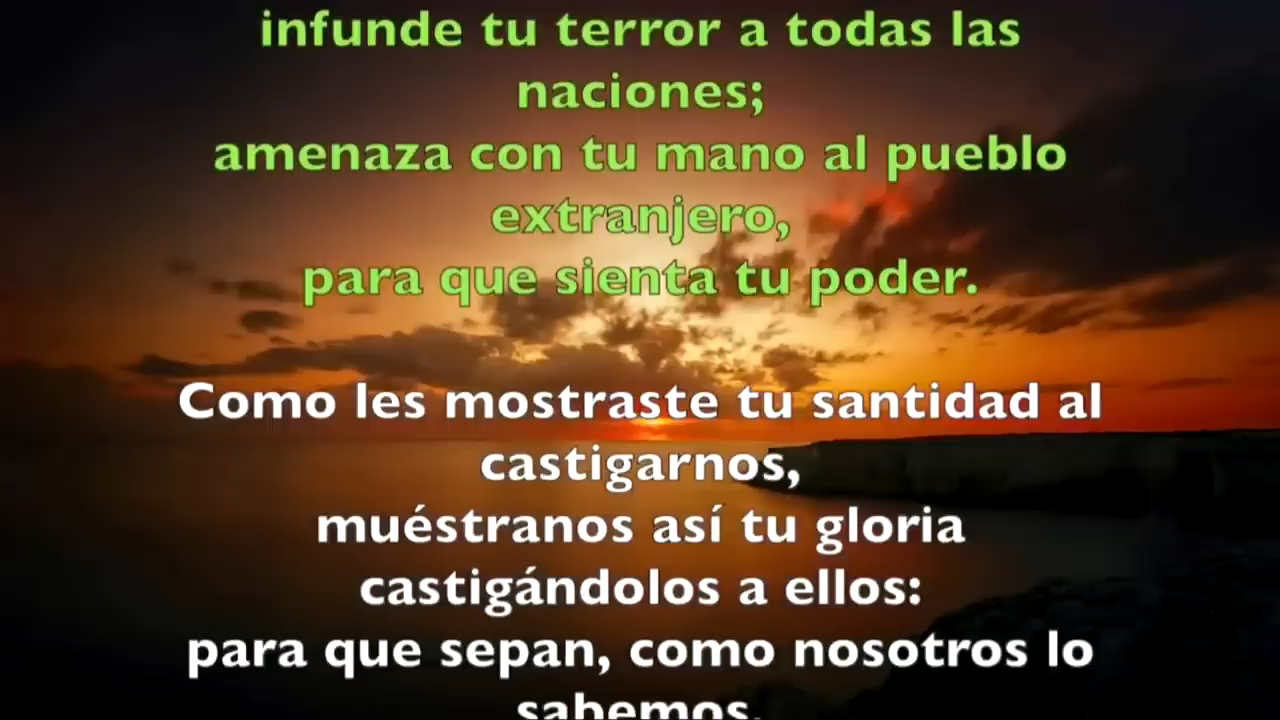 infunde tu terror a todas las
naciones;
amenaza con tu mano al pueblo
extranjero,
para que sienta tu poder.
Como les mostraste tu santidad al
castigarnos,
muéstranos así tu gloria
castigándolos a ellos:
para que sepan, como nosotros lo
sabemos,